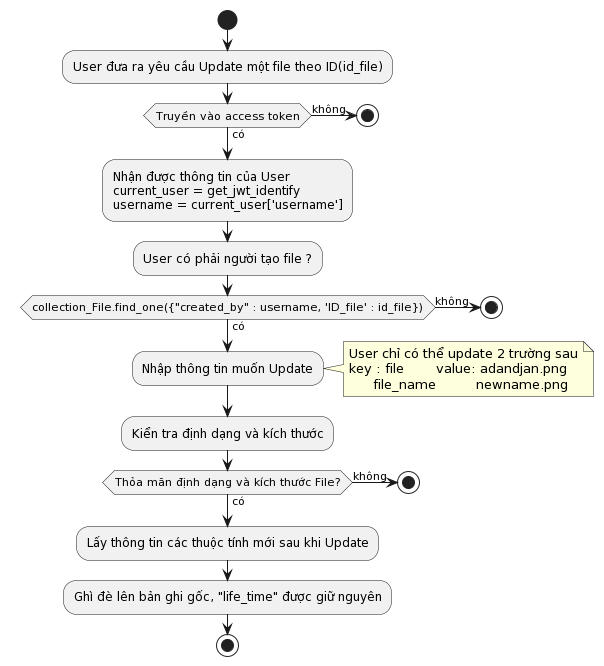 User đưa ra yêu cầu Update một file theo ID(id_file)
Truyền vào access token
không
có
Nhận được thông tin của User
current_user = get_jwt_identify
username = current_user['username']
User có phải người tạo file ?
collection_File.find_one({"created_by" : username, 'ID_file' : id_file})
không
có
Nhập thông tin muốn Update
User chỉ có thể update 2 trường sau
key : file value: adandjan.png
file_name newname.png
Kiển tra định dạng và kích thước
Thỏa mãn định dạng và kích thước File?
không
có
Lấy thông tin các thuộc tính mới sau khi Update
Ghì đè lên bản ghi gốc, "life_time" được giữ nguyên